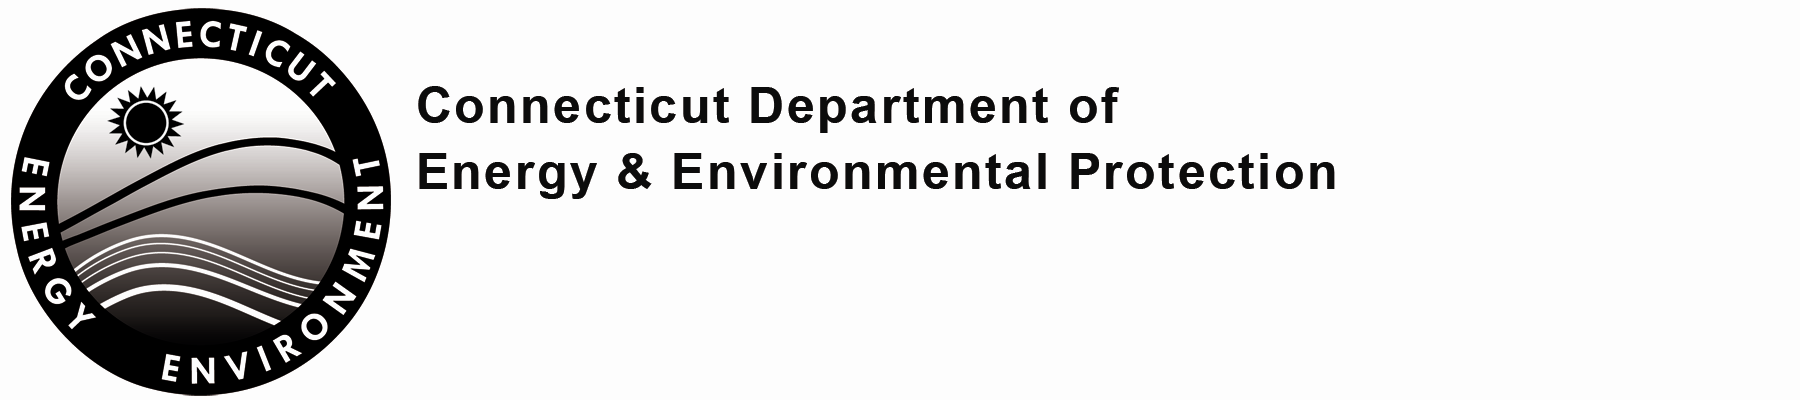 CONNECTICUT
ENERGY
ENVIRONMENT
Connecticut Department of
Energy & Environmental Protection